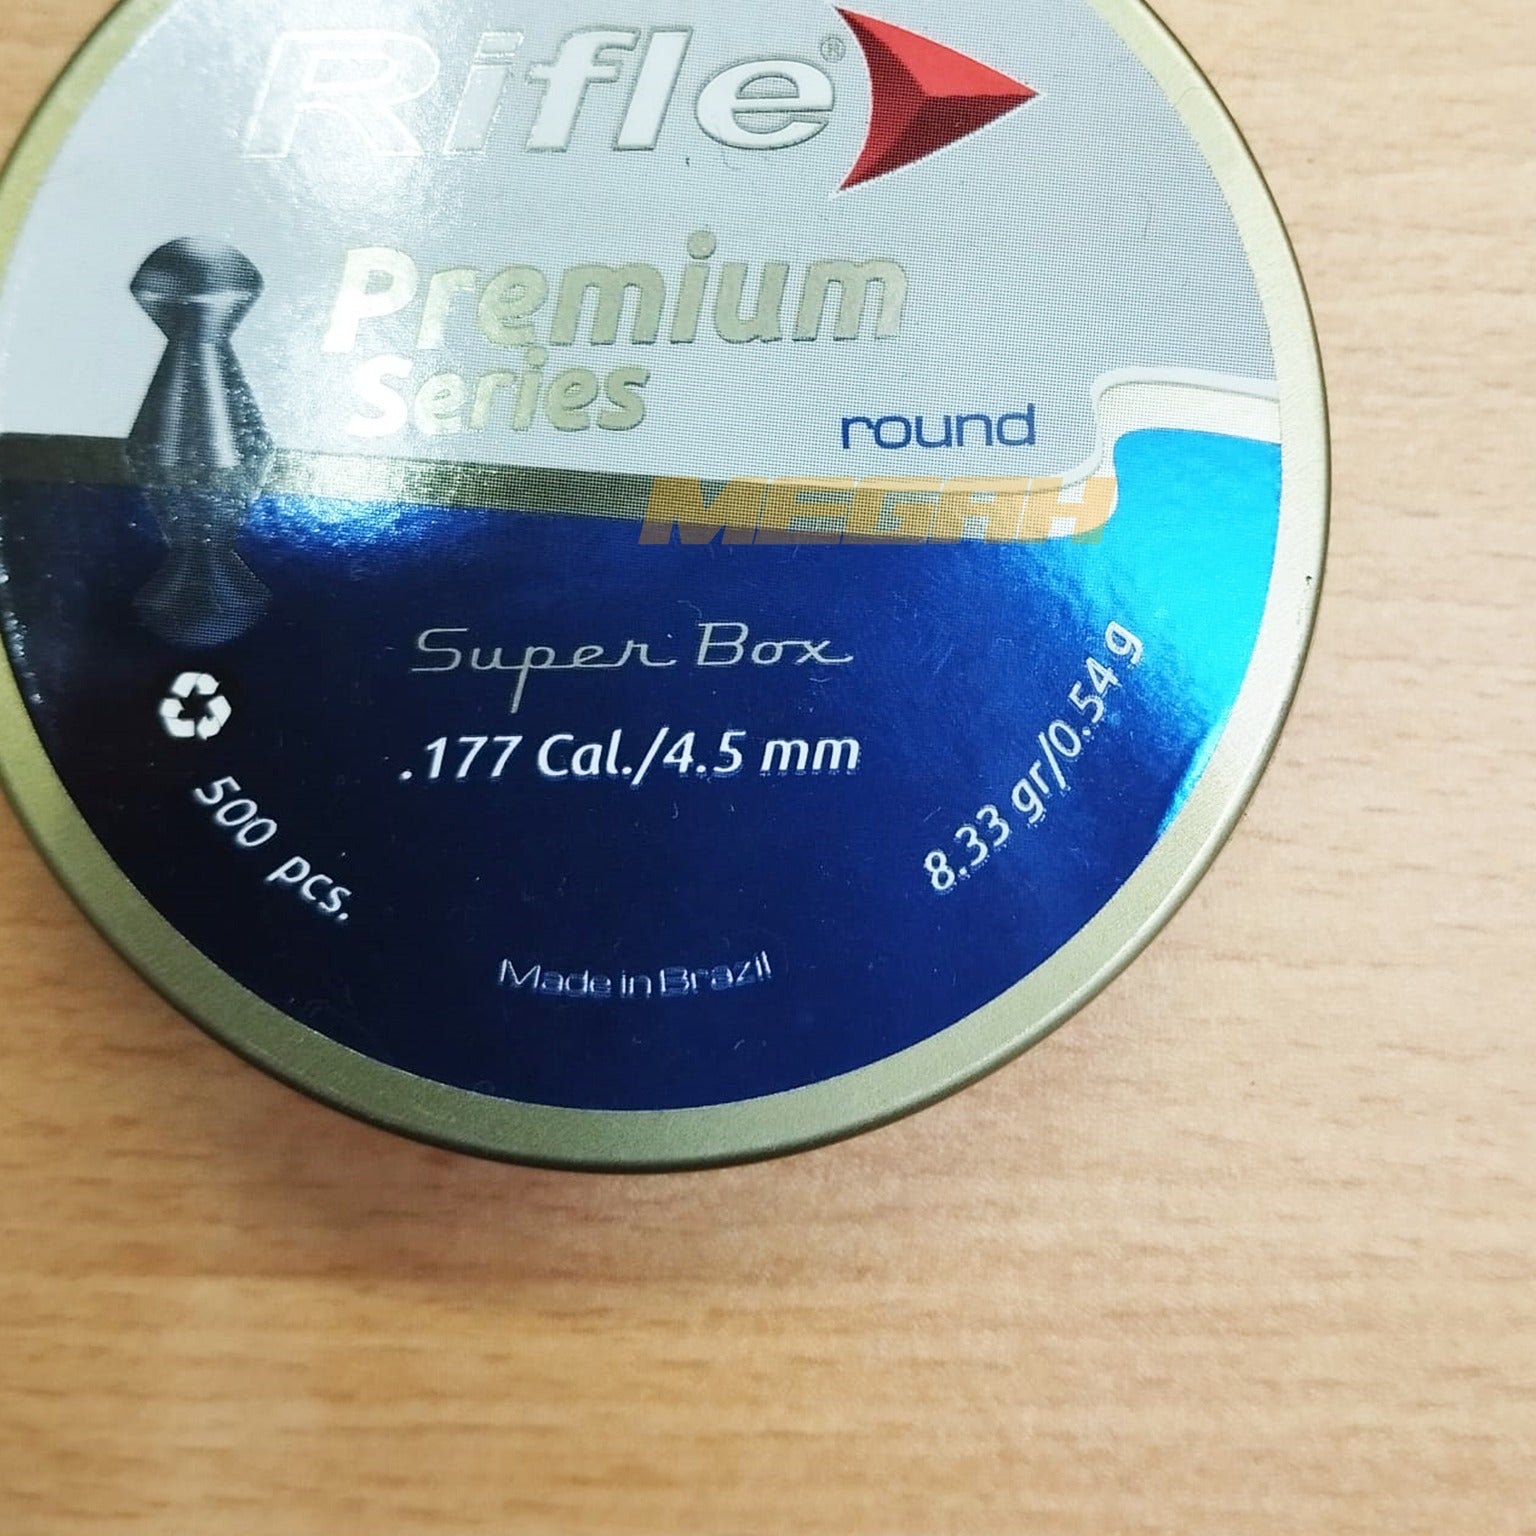 Rifle®
Premium
Series
round
MEGAH
Super Box
.177 Cal./4.5 mm
500 pcs.
8.33 gr/0.54 g
Made in Brazil